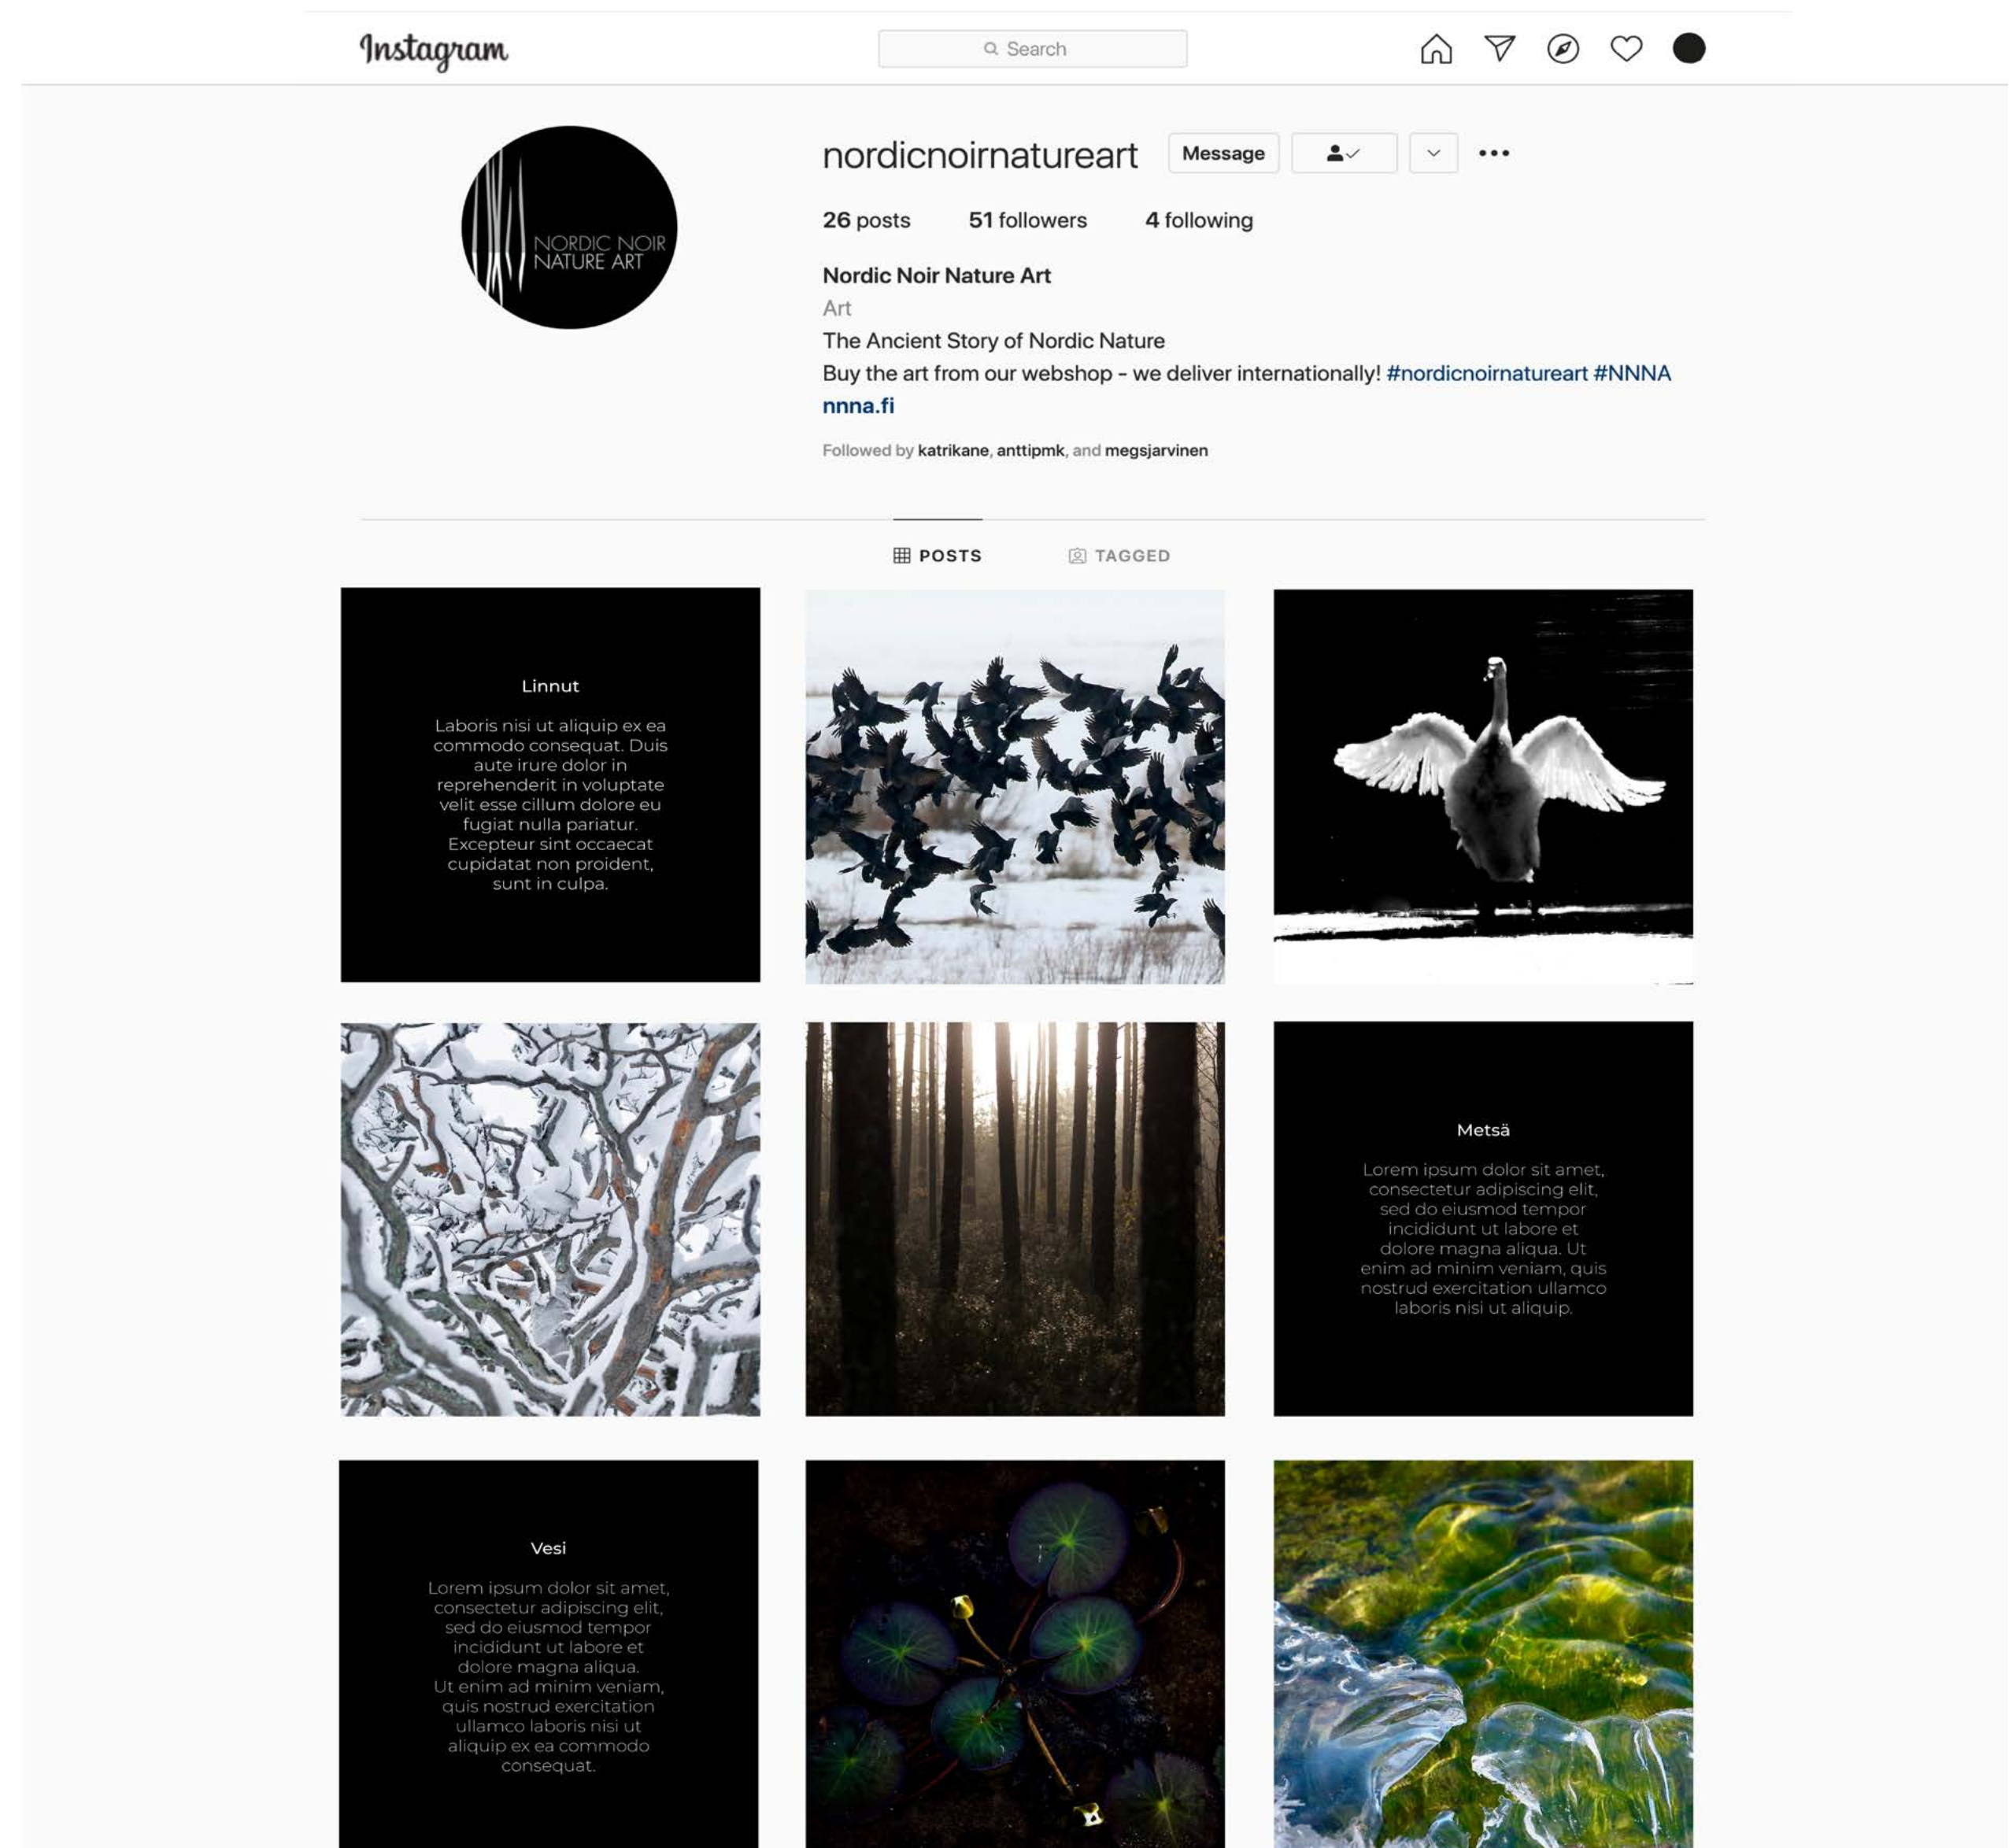 Instagram
Search
NORDIC NOIR
NATURE ART
nordicnoirnatureart Message
26 posts 51 followers 4 following
Nordic Noir Nature Art
Art
The Ancient Story of Nordic Nature
Buy the art from our webshop - we deliver internationally! #nordicnoirnatureart #NNNA
nnna.fi
Followed by katrikane, anttipmk, and megsjarvinen
POSTS TAGGED
Linnut
Laboris nisi ut aliquip ex ea
commodo consequat. Duis
aute irure dolor in
reprehenderit in voluptate
velit esse cillum dolore eu
fugiat nulla pariatur.
Excepteur sint occaecat
cupidatat non proident,
sunt in culpa.
Metsä
Lorem ipsum dolor sit amet,
consectetur adipiscing elit,
sed do eiusmod tempor
incididunt ut labore et
dolore magna aliqua. Ut
enim ad minim veniam, quis
nostrud exercitation ullamco
laboris nisi ut aliquip.
Vesi
Lorem ipsum dolor sit amet,
consectetur adipiscing elit,
sed do eiusmod tempor
incididunt ut labore et
dolore magna aliqua.
Ut enim ad minim veniam,
quis nostrud exercitation
ullamco laboris nisi ut
aliquip ex ea commodo
consequat.